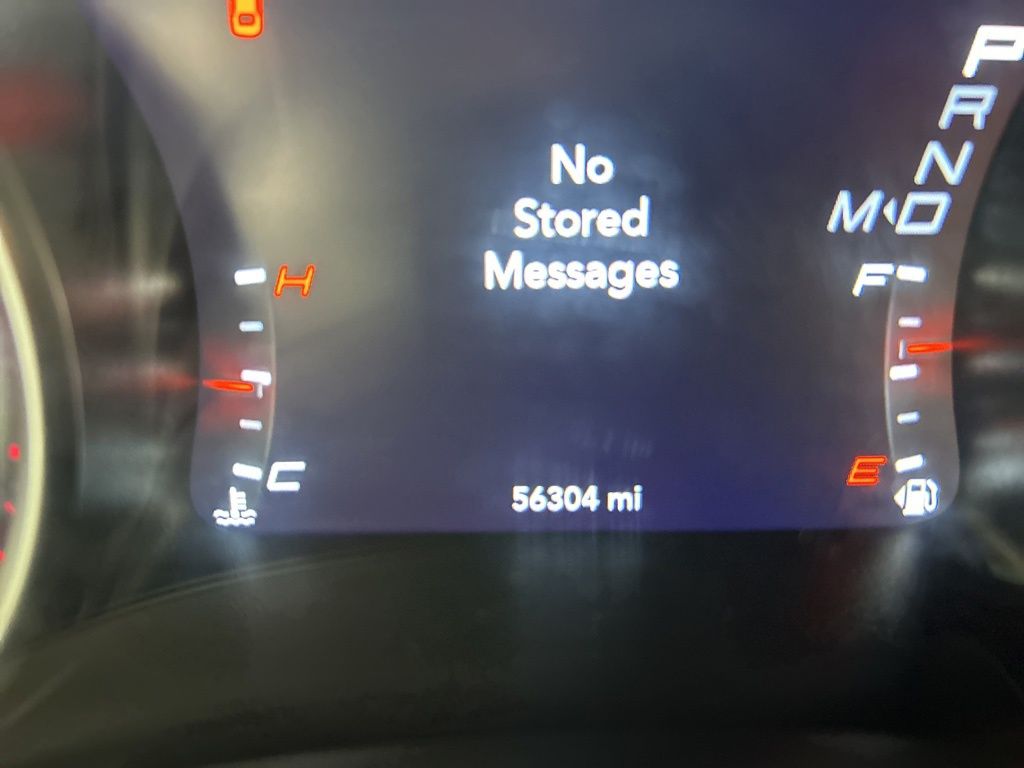 P
R
N
M D
No
Stored
Messages
H
F
C
E
56304 mi